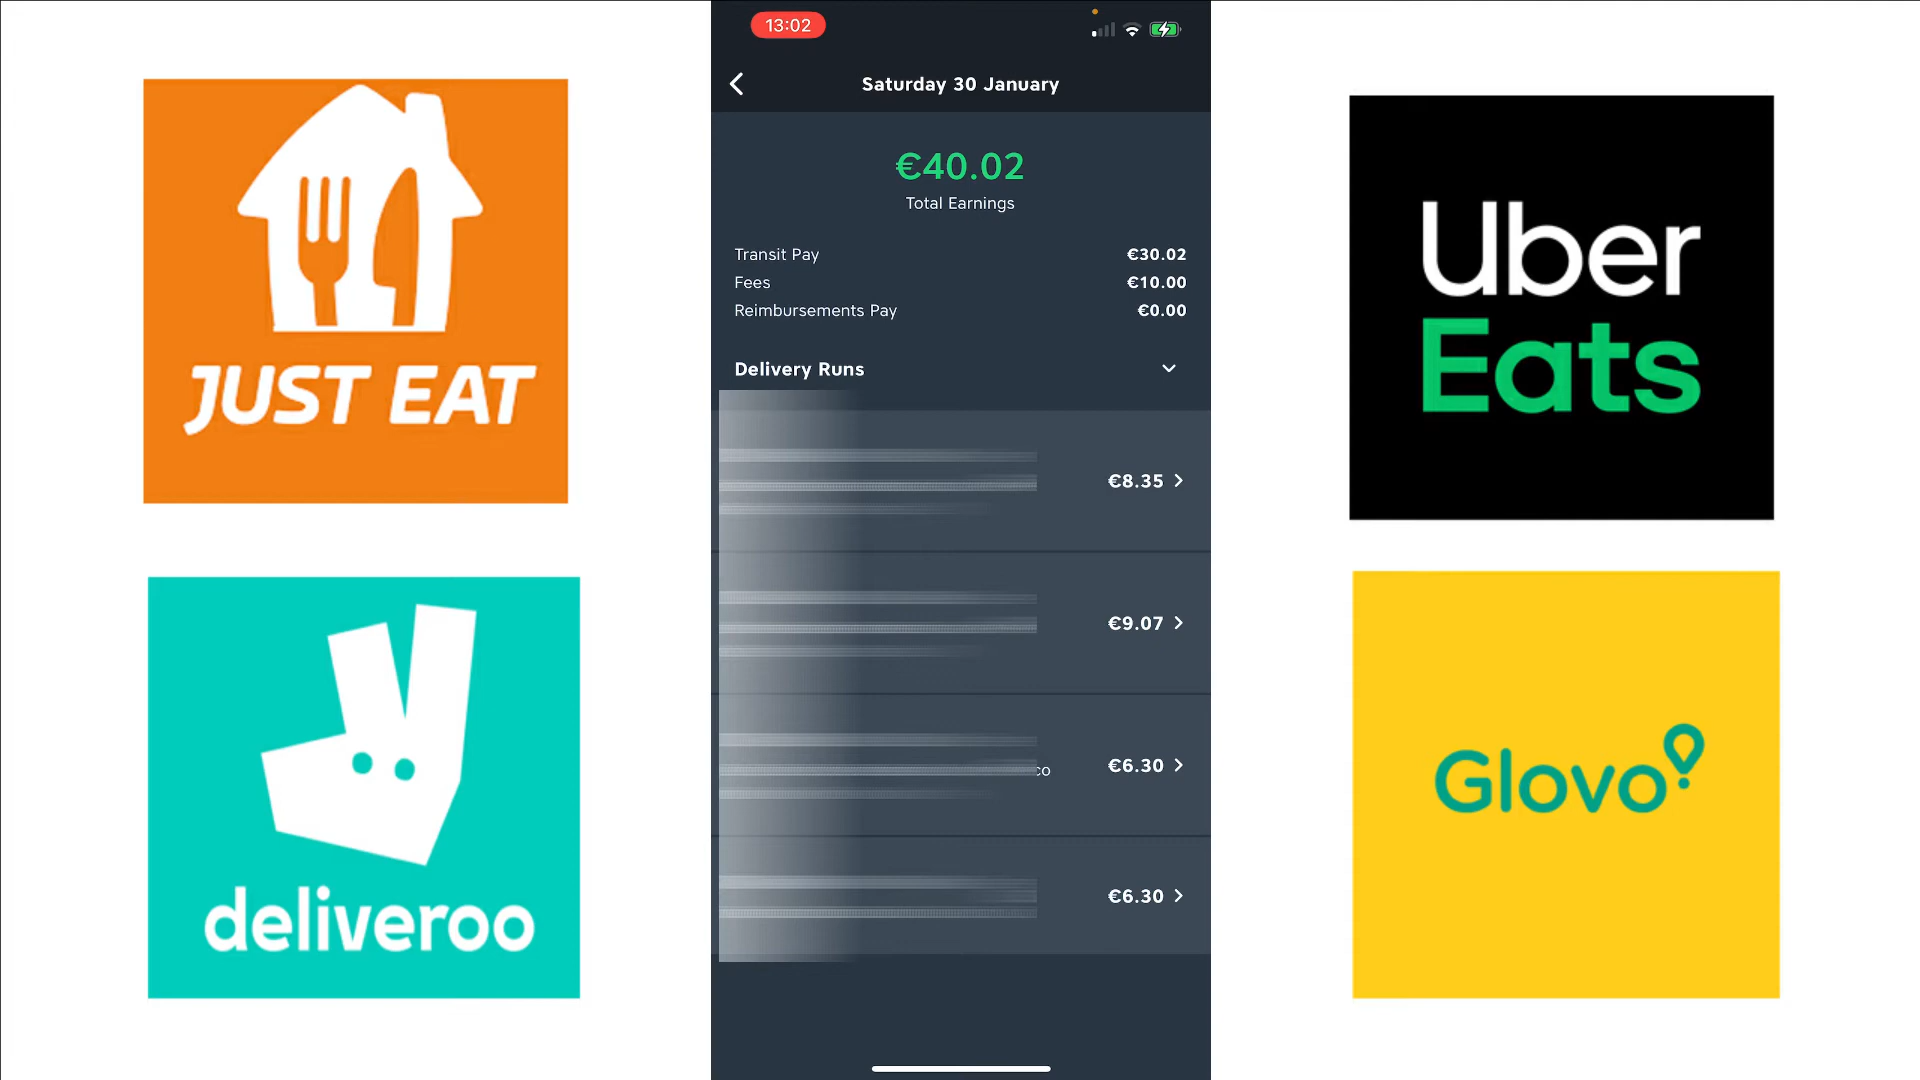 JUST EAT
deliveroo
13:02
Saturday 30 January
€40.02
Total Earnings
Transit Pay €30.02
Fees €10.00
Reimbursements Pay €0.00
Delivery Runs
€8.35
€9.07
co €6.30
€6.30
Uber
Eats
Glovo